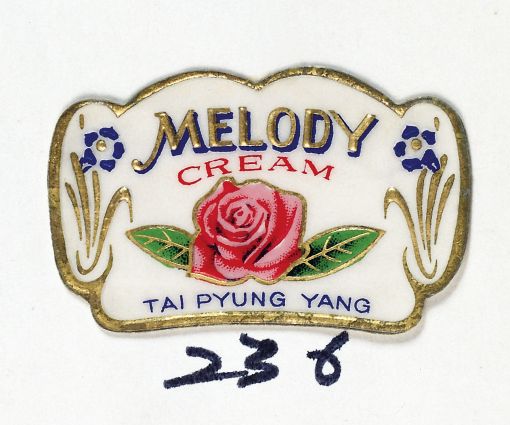 MELODY
CREAM
TAI PYUNG YANG
236